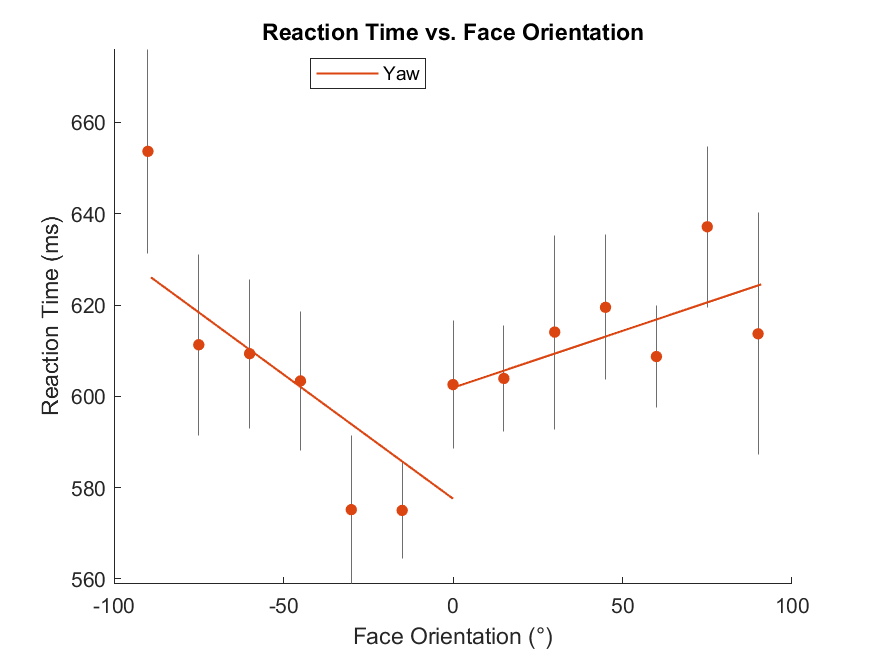 Reaction Time vs. Face Orientation
Yaw
660
640
620
600
580
560
Reaction Time (ms)
-100
-50
0
50
100
Face Orientation (°)